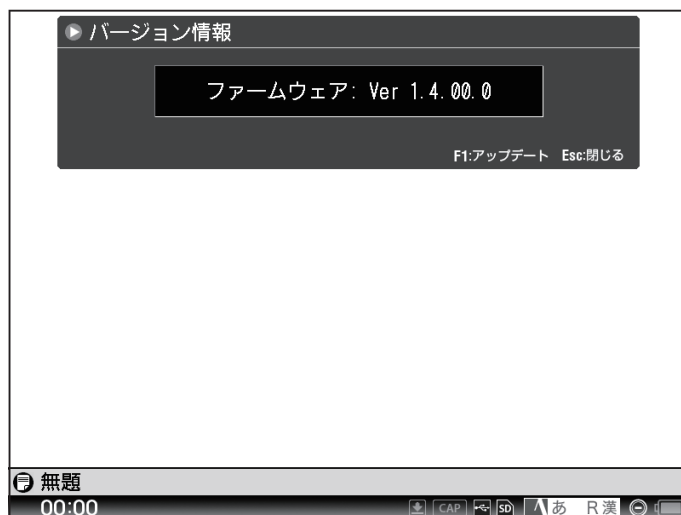 バージョン情報
ファームウェア: Ver 1.4.00.0
F1:アップデート Esc:閉じる
無題
00:00 CAP SD あ R漢